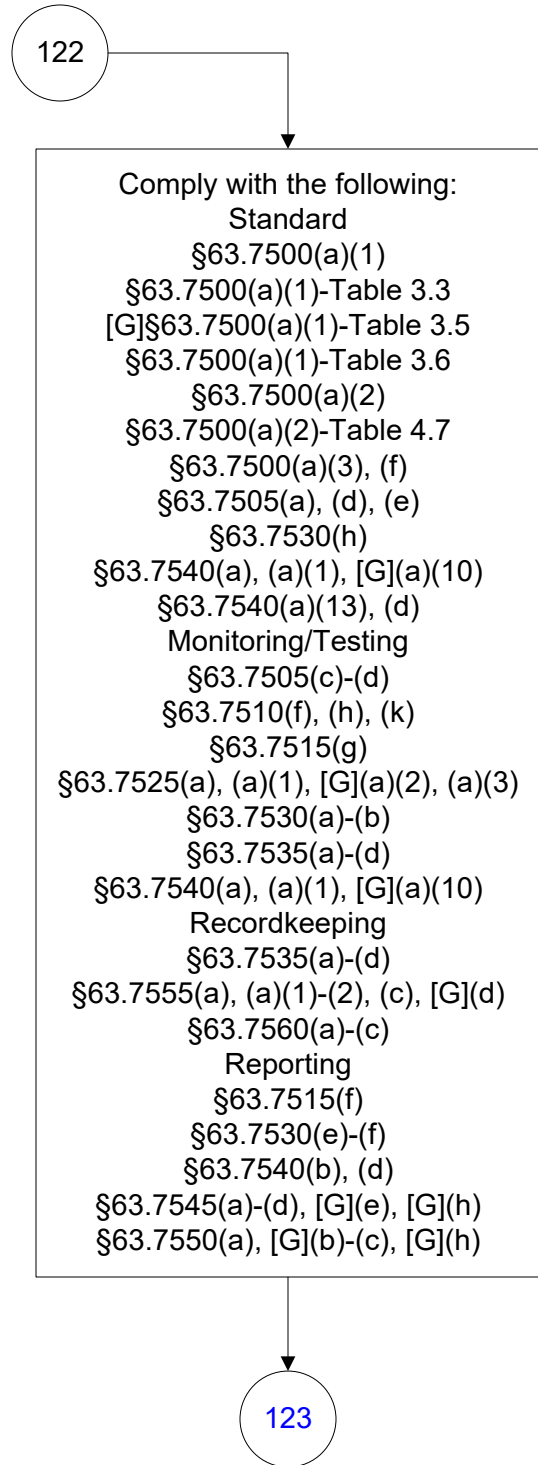 122
Comply with the following:
Standard
§63.7500(a)(1)
§63.7500(a)(1)-Table 3.3
[G]§63.7500(a)(1)-Table 3.5
§63.7500(a)(1)-Table 3.6
§63.7500(a)(2)
§63.7500(a)(2)-Table 4.7
§63.7500(a)(3), (f)
§63.7505(a), (d), (e)
§63.7530(h)
§63.7540(a), (a)(1), [G](a)(10)
§63.7540(a)(13), (d)
Monitoring/Testing
§63.7505(c)-(d)
§63.7510(f), (h), (k)
§63.7515(g)
§63.7525(a), (a)(1), [G](a)(2), (a)(3)
§63.7530(a)-(b)
§63.7535(a)-(d)
§63.7540(a), (a)(1), [G](a)(10)
Recordkeeping
§63.7535(a)-(d)
§63.7555(a), (a)(1)-(2), (c), [G](d)
§63.7560(a)-(c)
Reporting
§63.7515(f)
§63.7530(e)-(f)
§63.7540(b), (d)
§63.7545(a)-(d), [G](e), [G](h)
§63.7550(a), [G](b)-(c), [G](h)
123